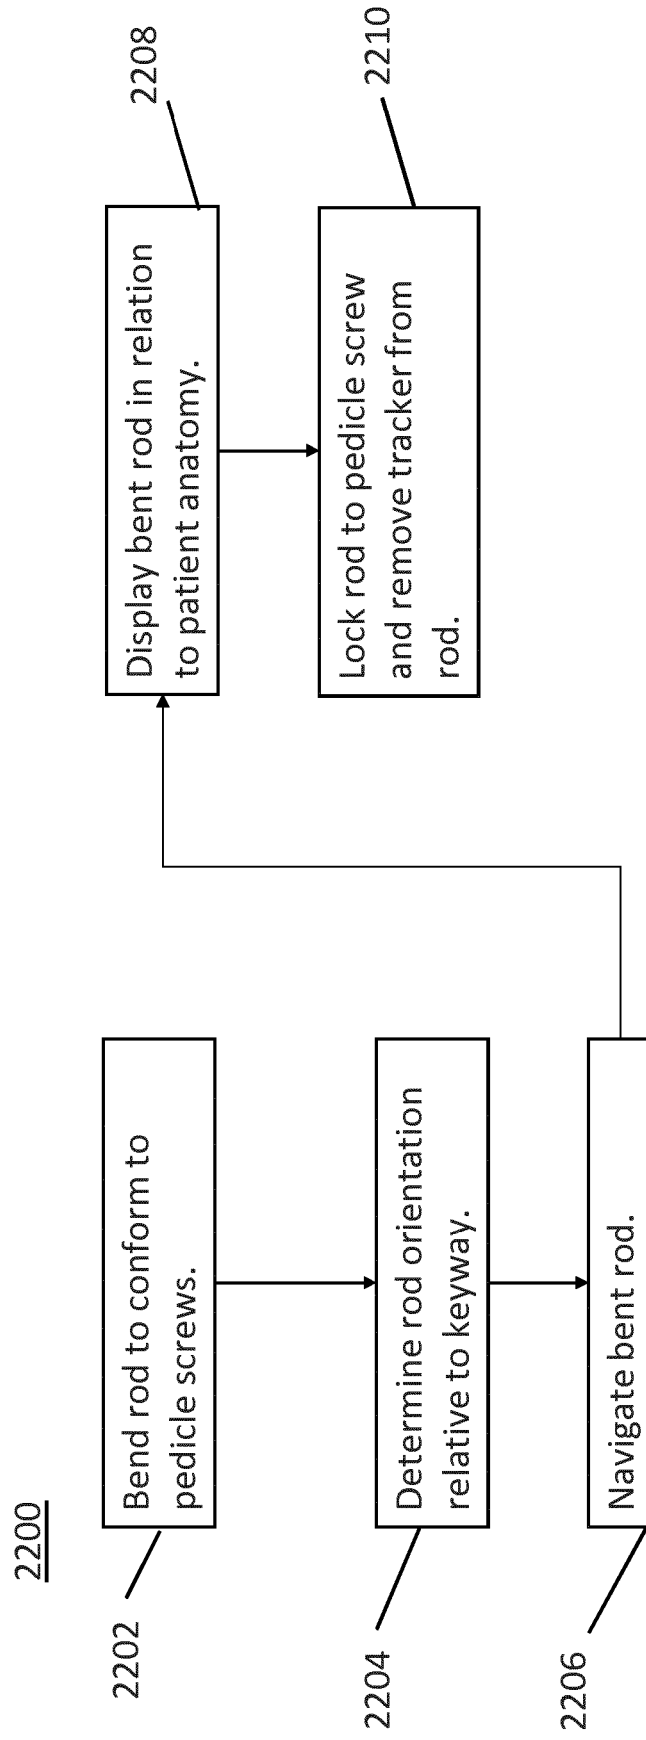 2200
2202
Bend rod to conform to
pedicle screws.
2204
Determine rod orientation
relative to keyway.
2206
Navigate bent rod.
2208
Display bent rod in relation
to patient anatomy.
2210
Lock rod to pedicle screw
and remove tracker from
rod.